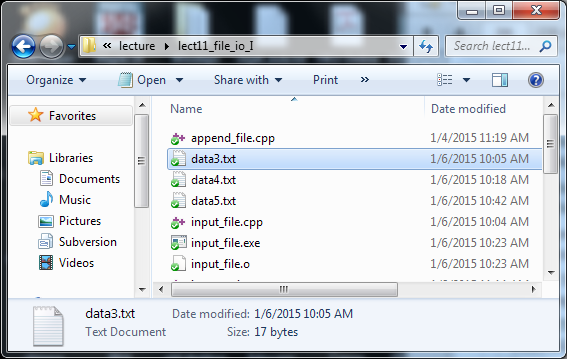 « lecture ▸ lect11_file_io_I
Search lect11...
Organize Open Share with Print »
Favorites
Libraries
Documents
Music
Pictures
Subversion
Videos
Name Date modified
append_file.cpp 1/4/2015 11:19 AM
data3.txt 1/6/2015 10:05 AM
data4.txt 1/6/2015 10:18 AM
data5.txt 1/6/2015 10:42 AM
input_file.cpp 1/6/2015 10:04 AM
input_file.exe 1/6/2015 10:23 AM
input_file.o 1/6/2015 10:23 AM
data3.txt Date modified: 1/6/2015 10:05 AM
Text Document Size: 17 bytes